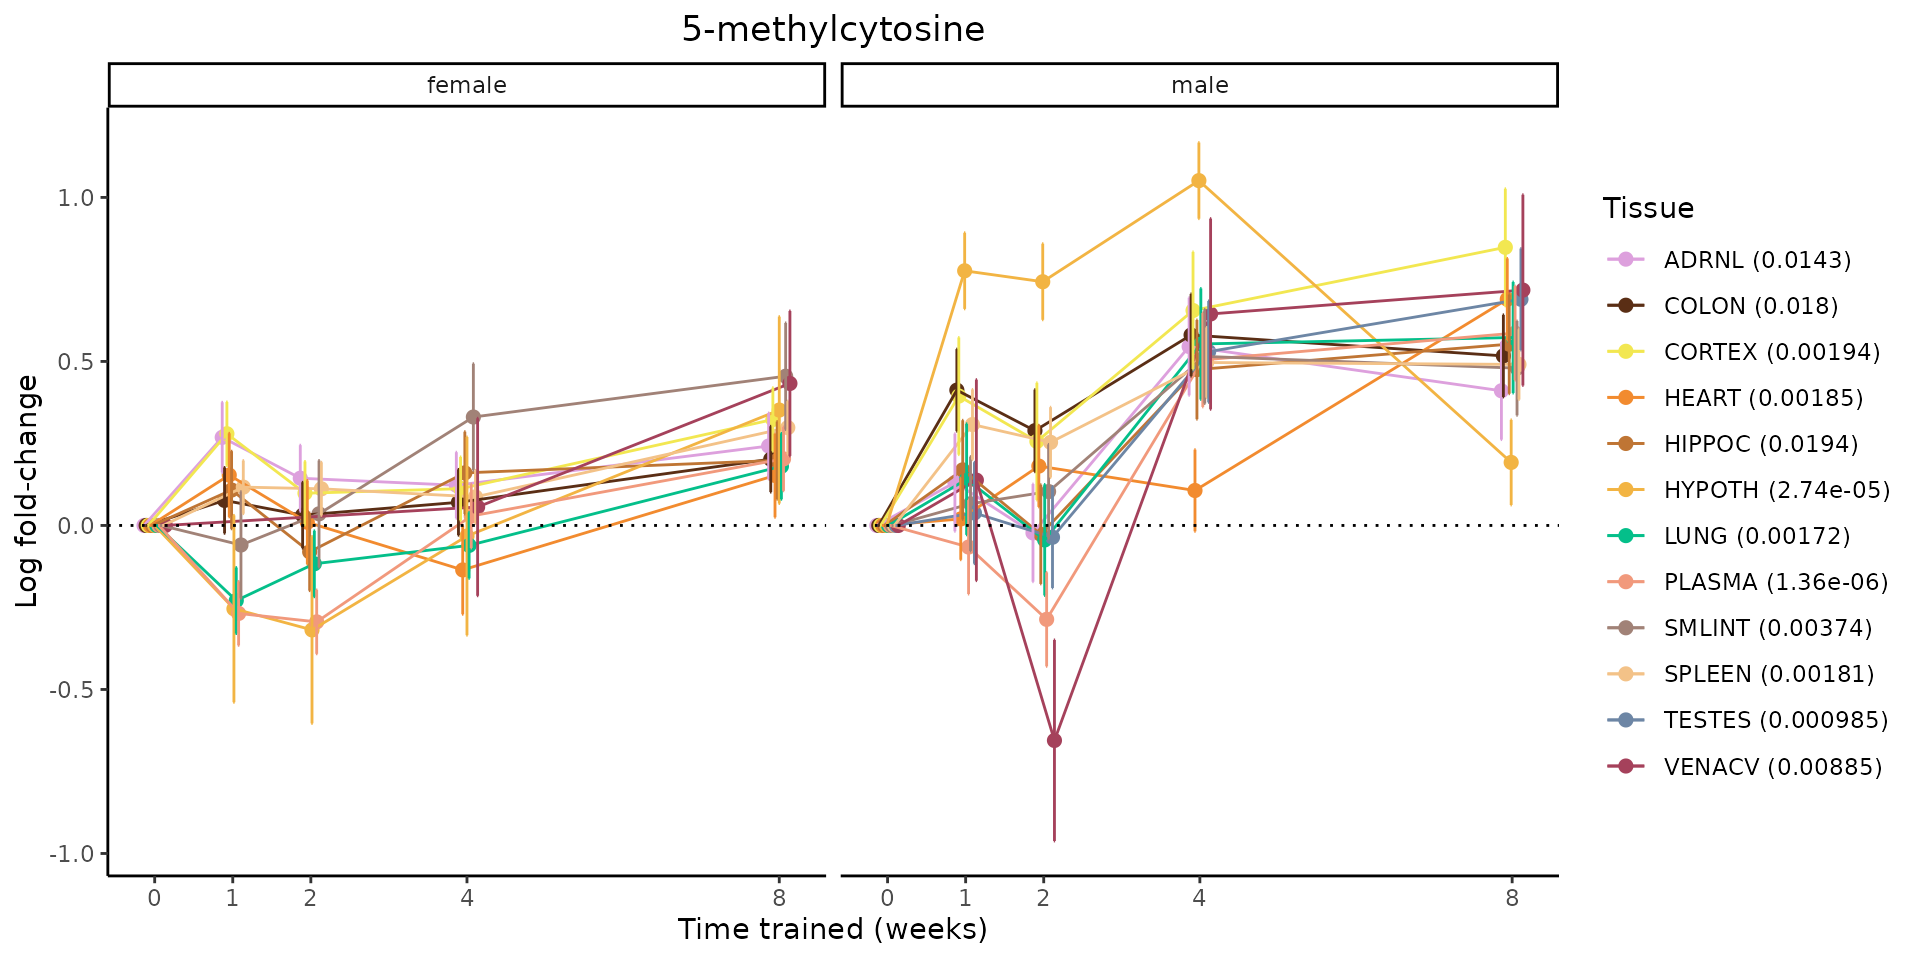 5-methylcytosine
female
male
Log fold-change
1.0
0.5
0.0
-0.5
-1.0
0 1 2 4 8
0 1 2 4 8
Time trained (weeks)
Tissue
ADRNL (0.0143)
COLON (0.018)
CORTEX (0.00194)
HEART (0.00185)
HIPPOC (0.0194)
HYPOTH (2.74e-05)
LUNG (0.00172)
PLASMA (1.36e-06)
SMLINT (0.00374)
SPLEEN (0.00181)
TESTES (0.000985)
VENACV (0.00885)